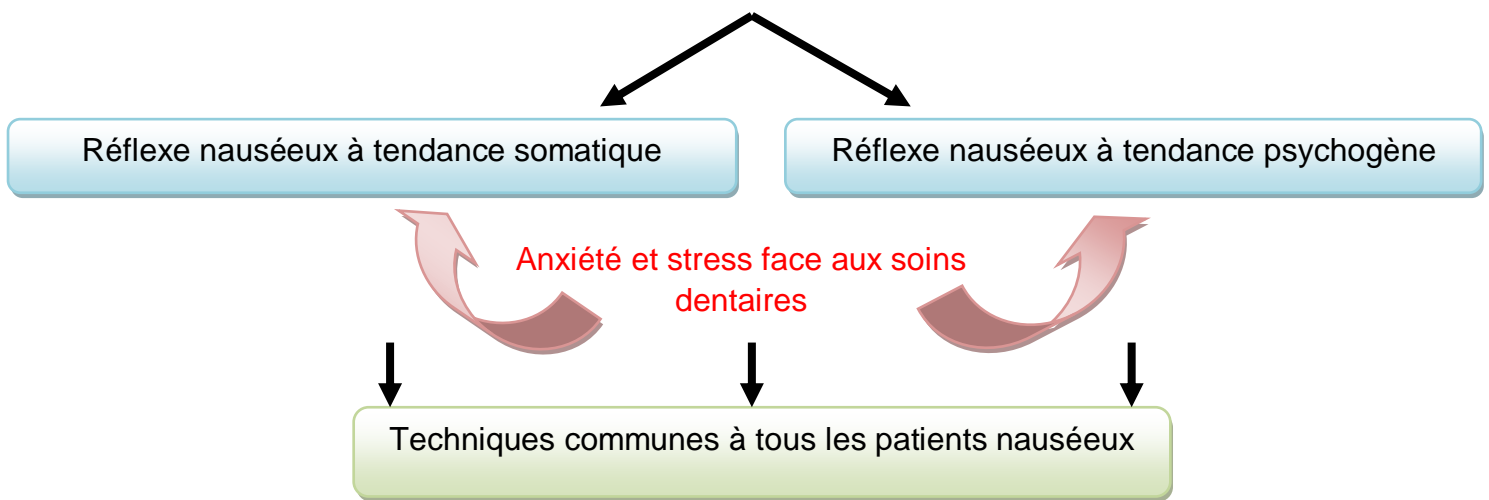 Réflexe nauséeux à tendance somatique
Réflexe nauséeux à tendance psychogène
Anxiété et stress face aux soins
dentaires
Techniques communes à tous les patients nauséeux